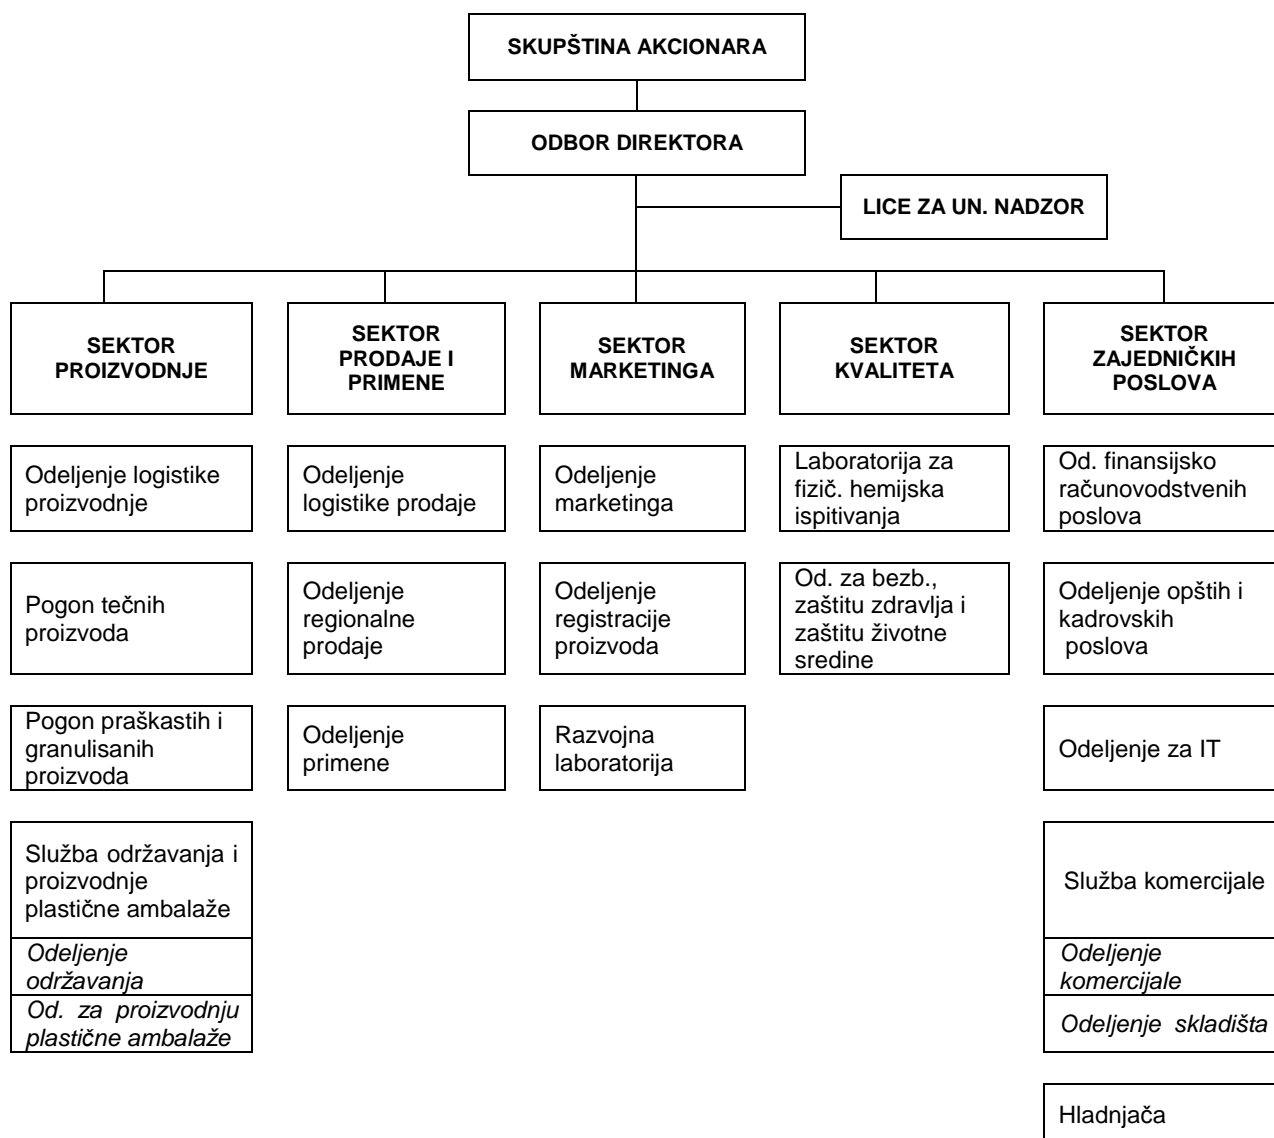 SKUPŠTINA AKCIONARA
ODBOR DIREKTORA
LICE ZA UN. NADZOR
SEKTOR
PROIZVODNJE
SEKTOR
PRODAJE I
PRIMENE
SEKTOR
MARKETINGA
SEKTOR
KVALITETA
SEKTOR
ZAJEDNIČKIH
POSLOVA
Odeljenje logistike
proizvodnje
Odeljenje
logistike prodaje
Odeljenje
marketinga
Laboratorija za
fizič. hemijska
ispitivanja
Od. finansijsko
računovodstvenih
poslova
Pogon tečnih
proizvoda
Odeljenje
regionalne
prodaje
Odeljenje
registracije
proizvoda
Od. za bezb.,
zaštitu zdravlja i
zaštitu životne
sredine
Odeljenje opštih i
kadrovskih
poslova
Pogon praškastih i
granulisanih
proizvoda
Odeljenje
primene
Razvojna
laboratorija
Odeljenje za IT
Služba održavanja i
proizvodnje
plastične ambalaže
Služba komercijale
Odeljenje
održavanja
Odeljenje
komercijale
Od. za proizvodnju
plastične ambalaže
Odeljenje skladišta
Hladnjača